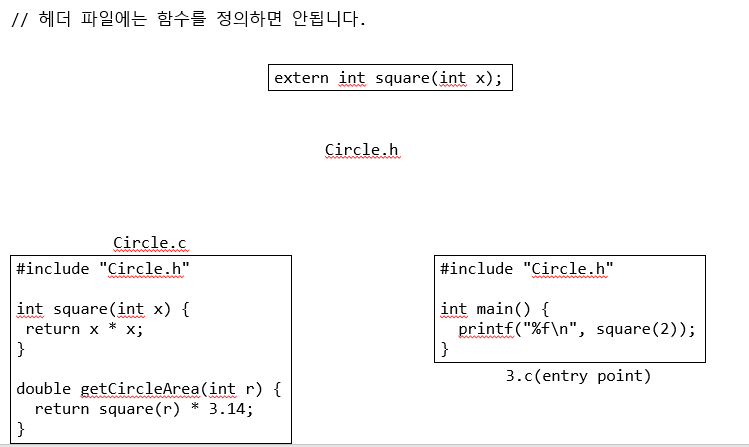 // 헤더 파일에는 함수를 정의하면 안됩니다.
extern int square(int x);
Circle.h
Circle.c
#include "Circle.h"
int square(int x) {
return x * x;
}
double getCircleArea(int r) {
return square(r) * 3.14;
}
#include "Circle.h"
int main() {
printf("%f\n", square(2));
}
3.c(entry point)